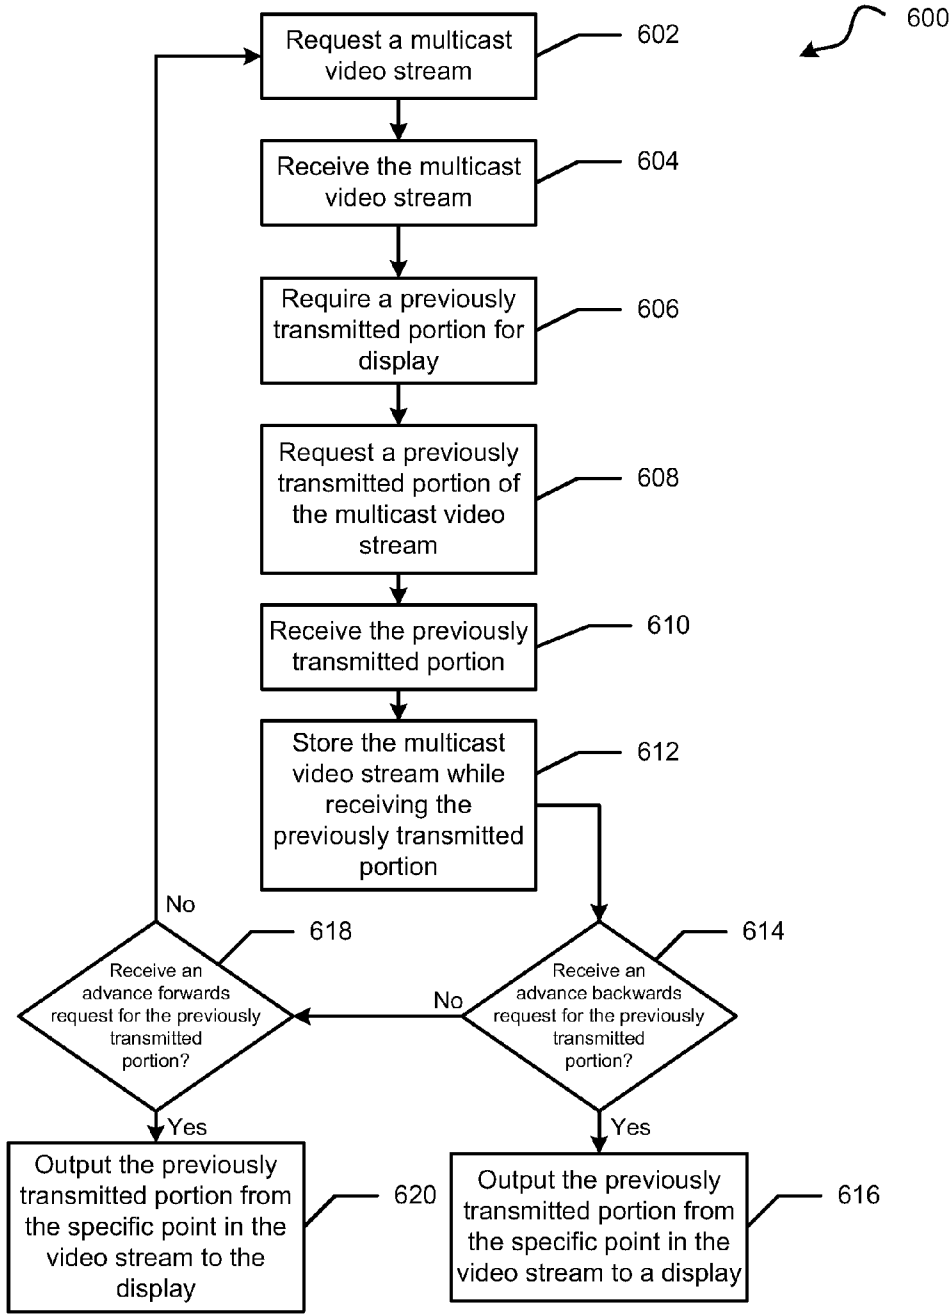 600
Request a multicast
video stream
602
Receive the multicast
video stream
604
Require a previously
transmitted portion for
display
606
Request a previously
transmitted portion of
the multicast video
stream
608
Receive the previously
transmitted portion
610
Store the multicast
video stream while
receiving the
previously transmitted
portion
612
Receive an
advance backwards
request for the previously
transmitted
portion?
614
No
Yes
Output the previously
transmitted portion from
the specific point in the
video stream to a display
616
Receive an
advance forwards
request for the previously
transmitted
portion?
618
No
Yes
Output the previously
transmitted portion from
the specific point in the
video stream to the
display
620